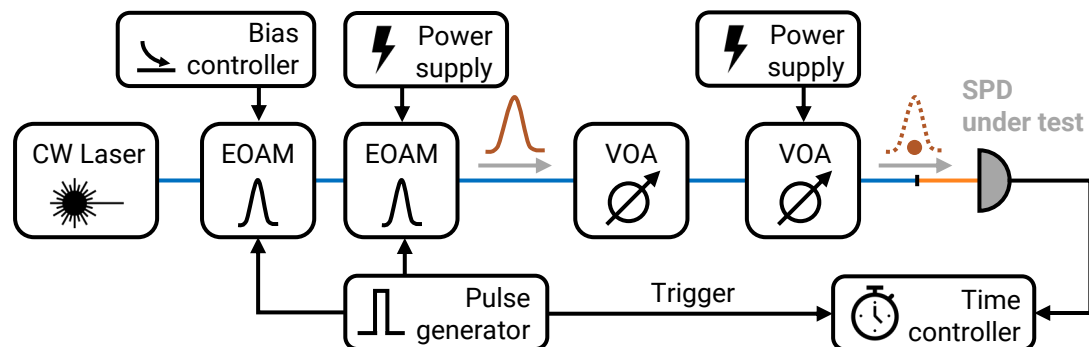 Bias
controller
Power
supply
Power
supply
SPD
under test
CW Laser
EOAM
EOAM
VOA
VOA
Pulse
generator
Trigger
Time
controller